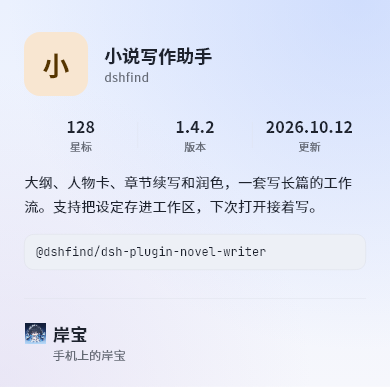 小
小说写作助手
dshfind
128
1.4.2
2026.10.12
星标
版本
更新
大纲、人物卡、章节续写和润色，一套写长篇的工作
流。支持把设定存进工作区，下次打开接着写。
@dshfind/dsh-plugin-novel-writer
岸宝
手机上的岸宝